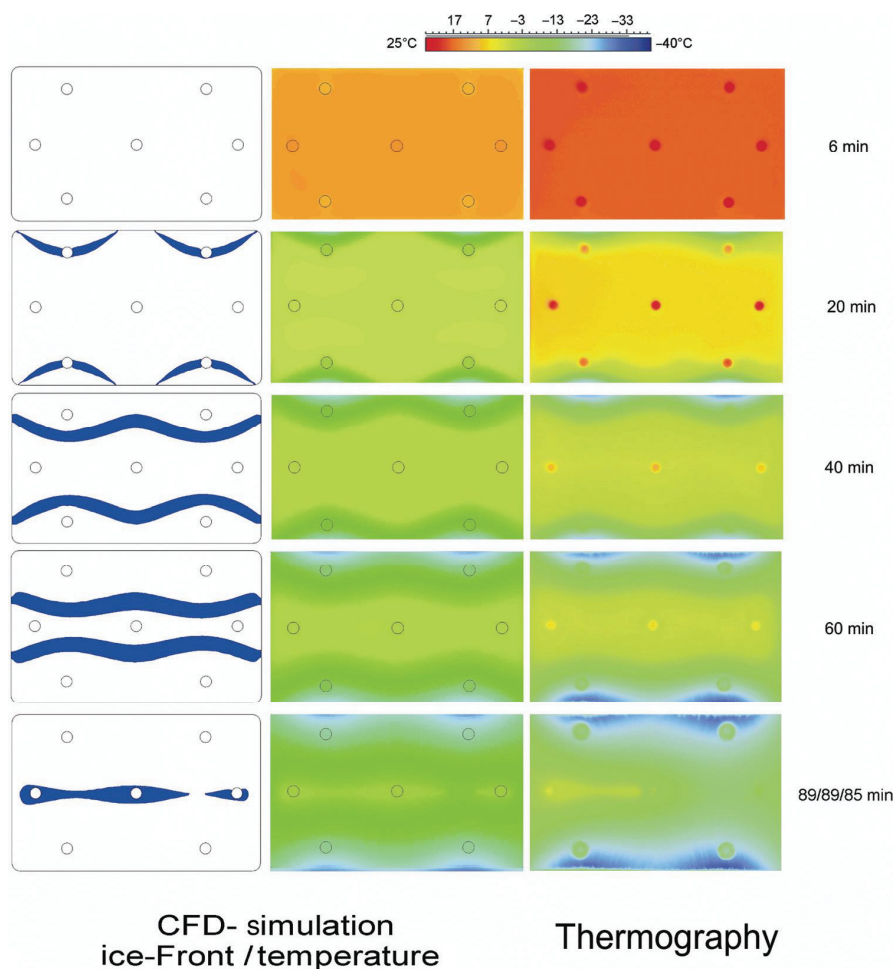 17 7 −3 −13 −23 −33
25°C −40°C
6 min
20 min
40 min
60 min
89/89/85 min
CFD- simulation
ice-Front / temperature
Thermography